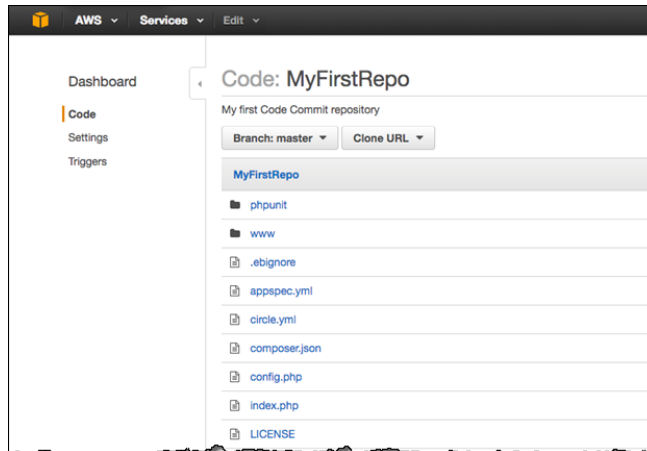 AWS Services Edit
Dashboard
Code: MyFirstRepo
Code
My first Code Commit repository
Settings
Branch: master Clone URL
Triggers
MyFirstRepo
phpunit
www
.ebignore
appspec.yml
circle.yml
composer.json
config.php
index.php
LICENSE